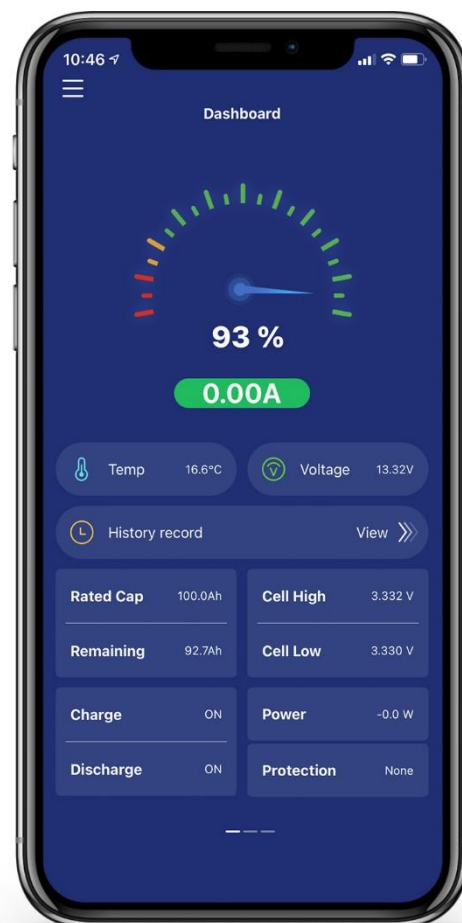 10:46
Dashboard
93 %
0.00A
Temp 16.6°C
Voltage 13.32V
History record View
Rated Cap 100.0Ah
Cell High 3.332 V
Remaining 92.7Ah
Cell Low 3.330 V
Charge ON
Power -0.0 W
Discharge ON
Protection None